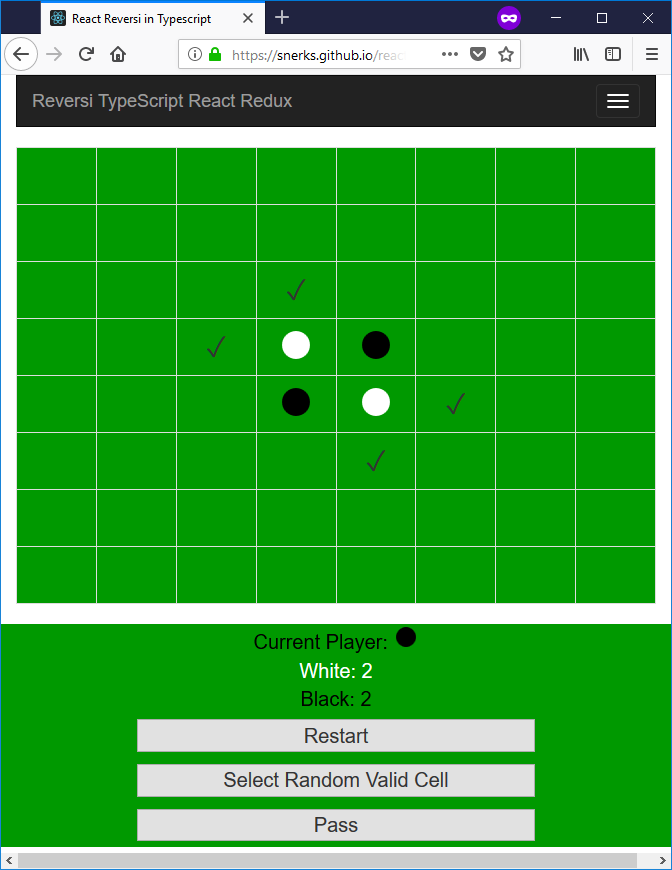 React Reversi in Typescript
https://snerks.github.io/reac
Reversi TypeScript React Redux
Current Player:
White: 2
Black: 2
Restart
Select Random Valid Cell
Pass